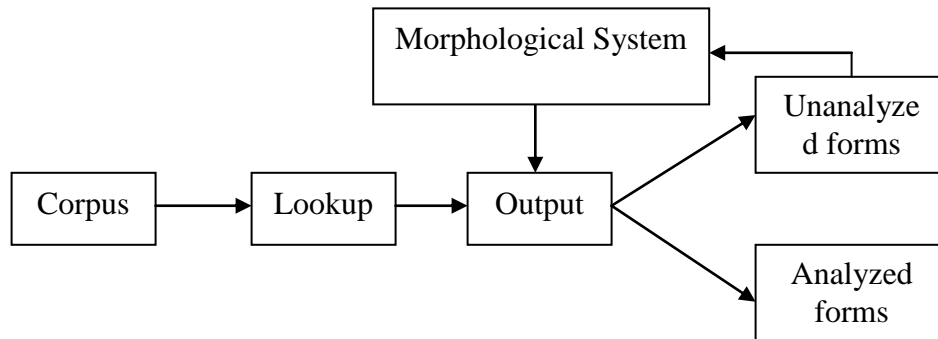 Morphological System
Unanalyze
d forms
Corpus
Lookup
Output
Analyzed
forms